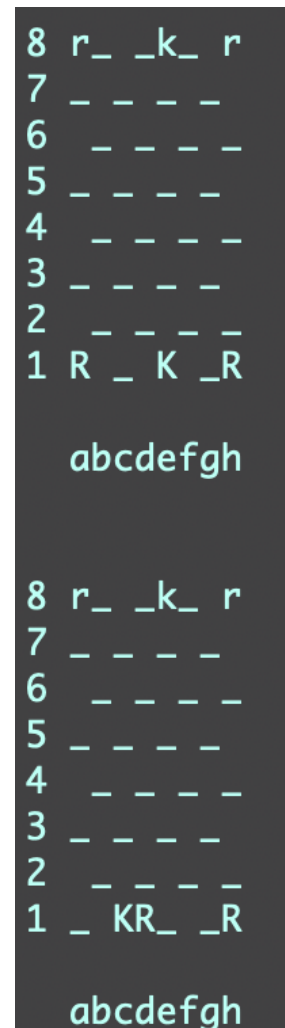 8 r_ _k_ r
7 _ _ _ _
6  _ _ _ _
5 _ _ _ _
4  _ _ _ _
3 _ _ _ _
2  _ _ _ _
1 R _ K _R
  abcdefgh
8 r_ _k_ r
7 _ _ _ _
6  _ _ _ _
5 _ _ _ _
4  _ _ _ _
3 _ _ _ _
2  _ _ _ _
1 _ KR_ _R
  abcdefgh